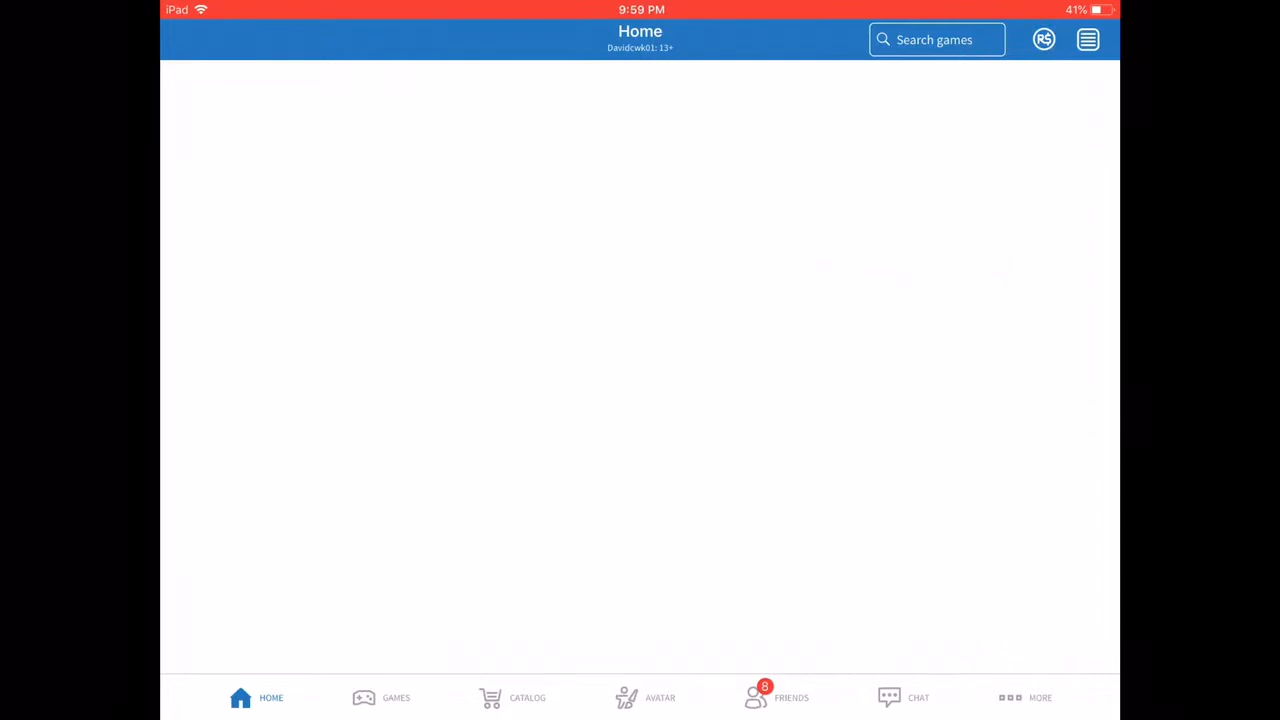 iPad 9:59 PM 41%
Home
Davidcwk01: 13+
Search games
R$
8
HOME GAMES CATALOG AVATAR FRIENDS CHAT MORE